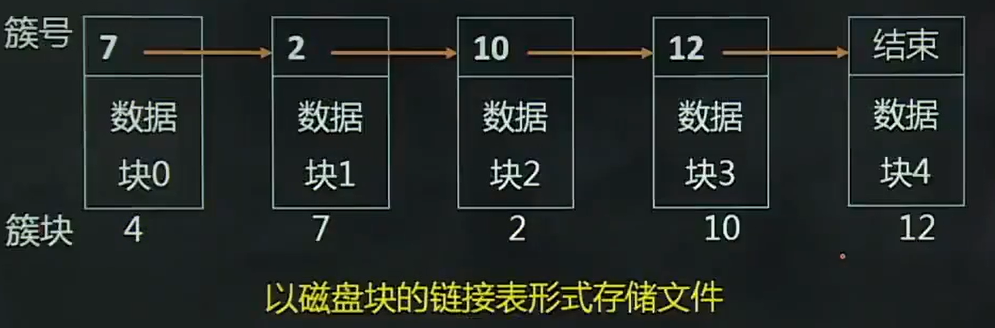 簇号 7 2 10 12 结束
数据 数据 数据 数据 数据
块0 块1 块2 块3 块4
簇块 4 7 2 10 12
以磁盘块的链接表形式存储文件